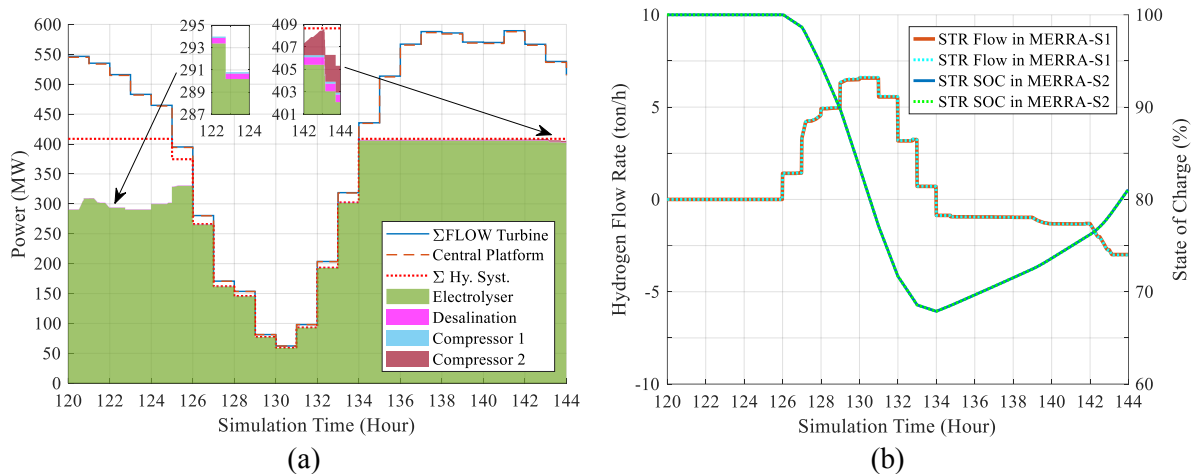 600
550
500
450
400
350
300
250
200
150
100
50
0
Power (MW)
120 122 124 126 128 130 132 134 136 138 140 142 144
Simulation Time (Hour)
295
293
291
289
287
122 124
409
407
405
403
401
142 144
ΣFLOW Turbine
Central Platform
Σ Hy. Syst.
Electrolyser
Desalination
Compressor 1
Compressor 2
(a)
10
5
0
-5
-10
Hydrogen Flow Rate (ton/h)
100
90
80
70
60
State of Charge (%)
STR Flow in MERRA-S1
STR Flow in MERRA-S1
STR SOC in MERRA-S2
STR SOC in MERRA-S2
120 122 124 126 128 130 132 134 136 138 140 142 144
Simulation Time (Hour)
(b)